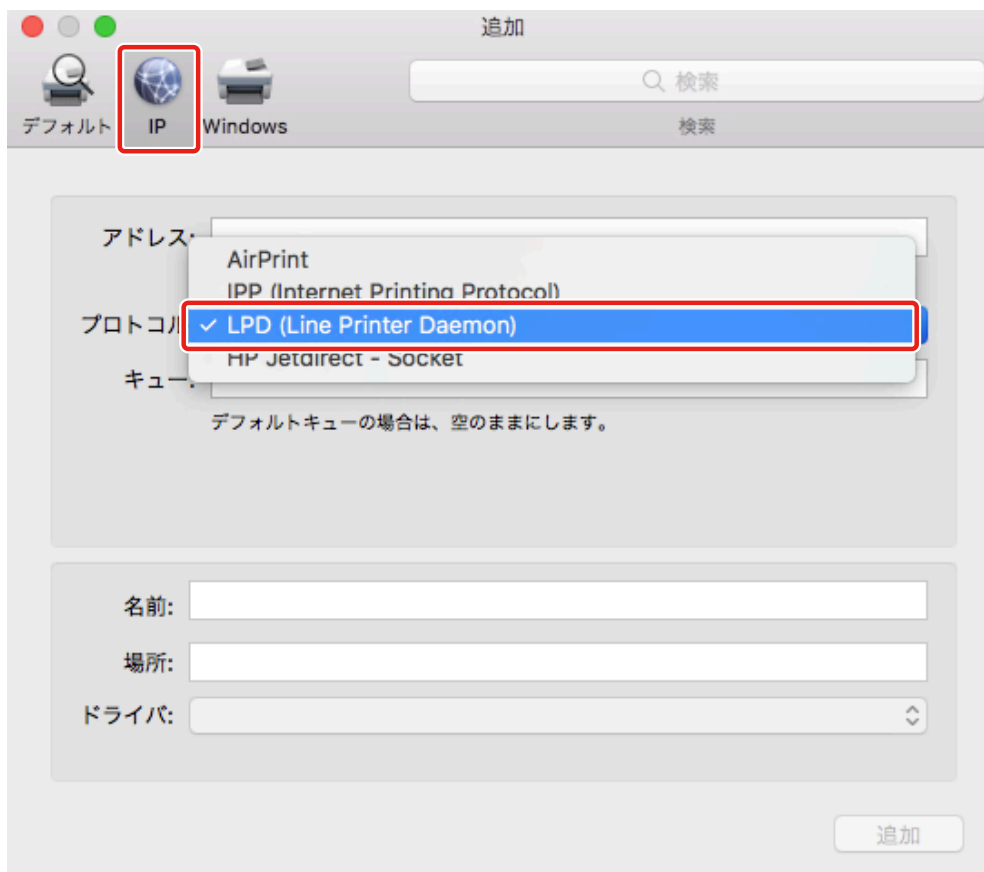 追加
検索
デフォルト IP Windows 検索
アドレス:
AirPrint
IPP (Internet Printing Protocol)
プロトコル ✓ LPD (Line Printer Daemon)
HP Jetdirect - Socket
キュー:
デフォルトキューの場合は、空のままにします。
名前:
場所:
ドライバ:
追加